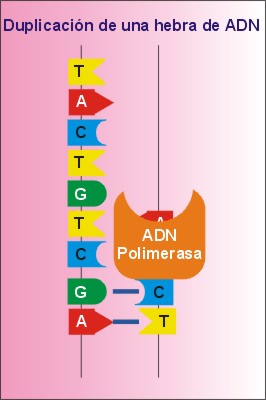 Duplicación de una hebra de ADN
T
A
C
T
G
T A
C
ADN
Polimerasa
G C
A T